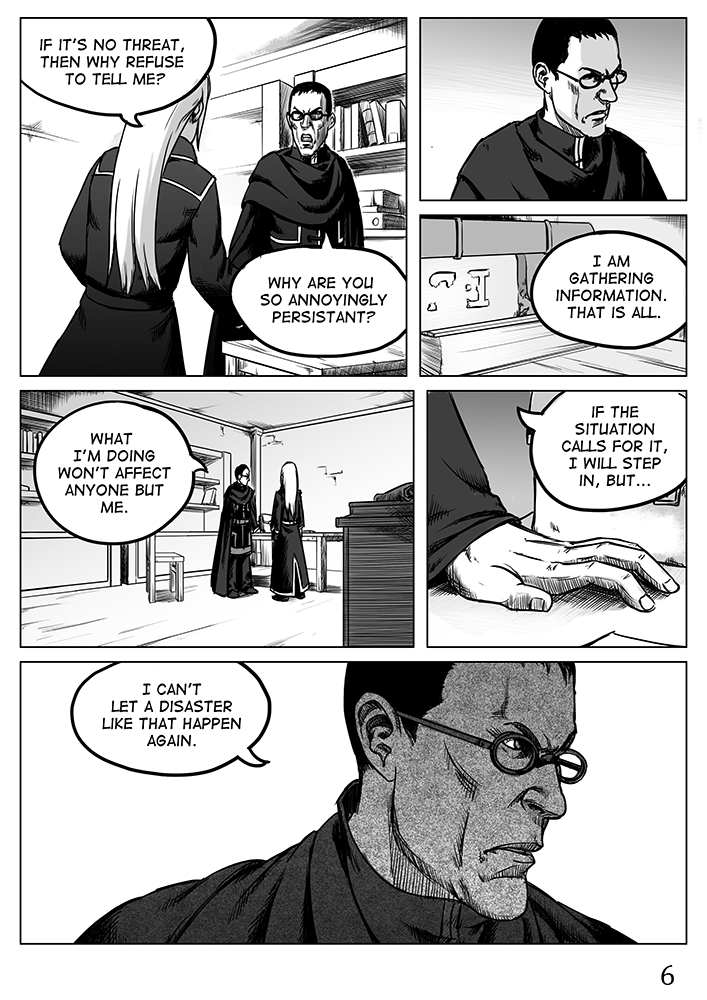 IF IT'S NO THREAT,
THEN WHY REFUSE
TO TELL ME?
WHY ARE YOU
SO ANNOYINGLY
PERSISTANT?
I AM
GATHERING
INFORMATION.
THAT IS ALL.
WHAT
I'M DOING
WON'T AFFECT
ANYONE BUT
ME.
IF THE
SITUATION
CALLS FOR IT,
I WILL STEP
IN, BUT...
I CAN'T
LET A DISASTER
LIKE THAT HAPPEN
AGAIN.
6